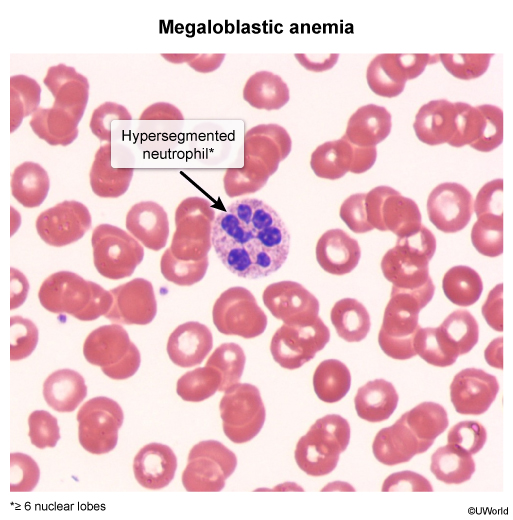 Megaloblastic anemia
Hypersegmented
neutrophil*
*≥ 6 nuclear lobes
©UWorld